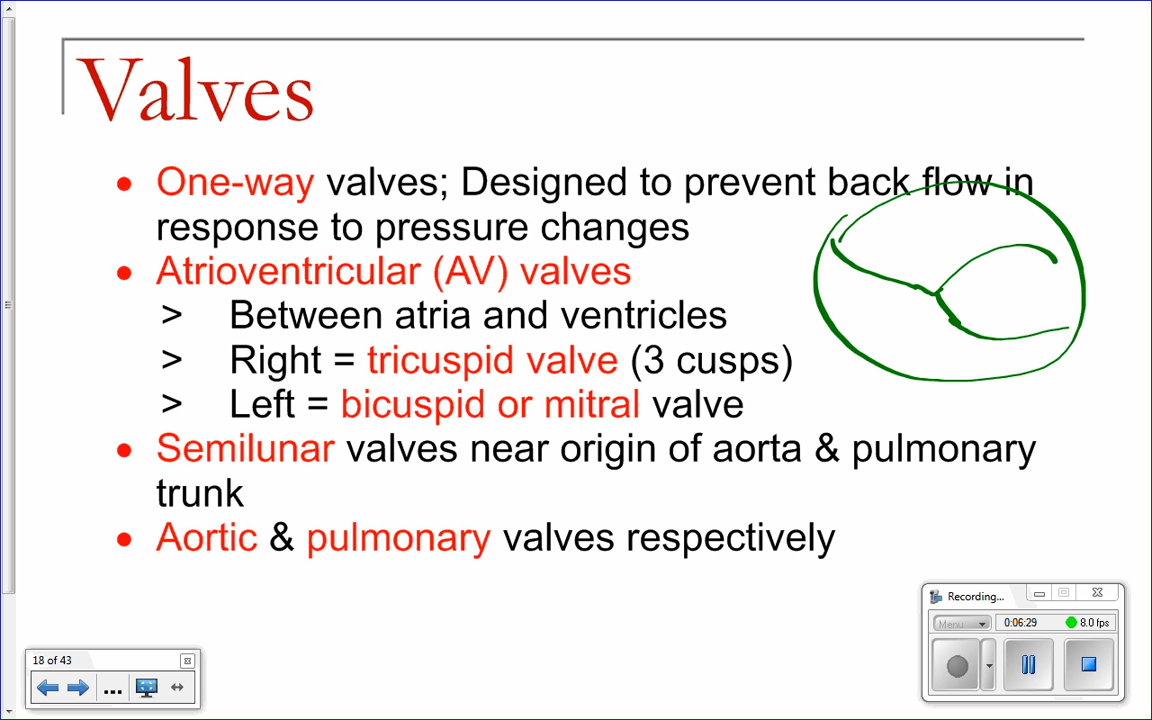 Valves
• One-way valves; Designed to prevent back flow in
response to pressure changes
• Atrioventricular (AV) valves
> Between atria and ventricles
> Right = tricuspid valve (3 cusps)
> Left = bicuspid or mitral valve
• Semilunar valves near origin of aorta & pulmonary
trunk
• Aortic & pulmonary valves respectively
Recording...
Menu
0:06:29
8.0 fps
18 of 43
...